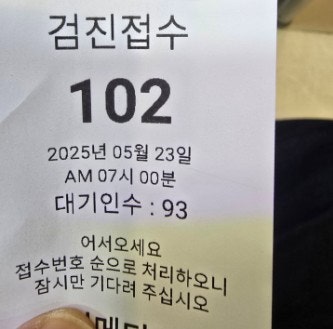 검진접수
102
2025년 05월 23일
AM 07시 00분
대기인수 : 93
어서오세요
접수번호 순으로 처리하오니
잠시만 기다려 주십시오